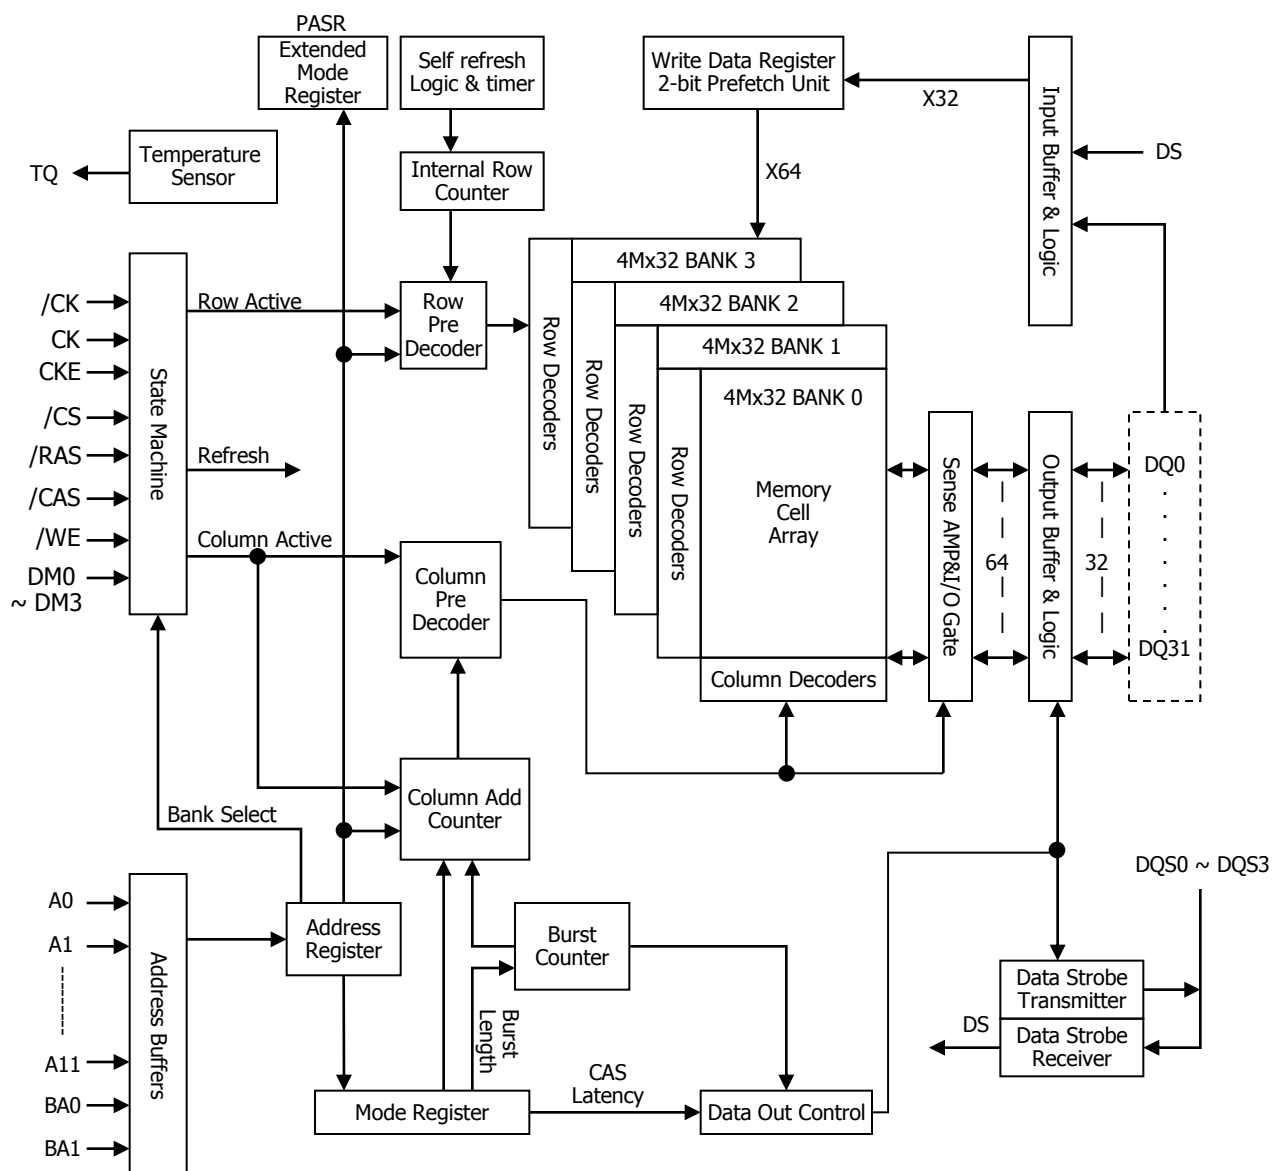 PASR
Extended
Mode
Register
Self refresh
Logic & timer
Write Data Register
2-bit Prefetch Unit
X32
Input Buffer & Logic
DS
TQ
Temperature
Sensor
Internal Row
Counter
X64
/CK
CK
CKE
/CS
/RAS
/CAS
/WE
DM0
~ DM3
State Machine
Row Active
Refresh
Column Active
Row
Pre
Decoder
Row Decoders
4Mx32 BANK 3
Row Decoders
4Mx32 BANK 2
Row Decoders
4Mx32 BANK 1
Row Decoders
4Mx32 BANK 0
Memory
Cell
Array
Column Decoders
Sense AMP&I/O Gate
64
Output Buffer & Logic
32
DQ0
DQ31
Column
Pre
Decoder
Column Add
Counter
Bank Select
A0
A1
A11
BA0
BA1
Address Buffers
Address
Register
Burst
Counter
Burst
Length
Mode Register
CAS
Latency
Data Out Control
DQS0 ~ DQS3
Data Strobe
Transmitter
DS
Data Strobe
Receiver